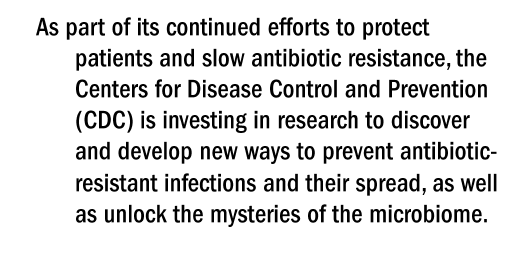 As part of its continued efforts to protect
patients and slow antibiotic resistance, the
Centers for Disease Control and Prevention
(CDC) is investing in research to discover
and develop new ways to prevent antibiotic-
resistant infections and their spread, as well
as unlock the mysteries of the microbiome.